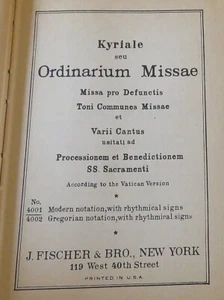 Kyriale
seu
Ordinarium Missae
Missa pro Defunctis
Toni Communes Missae
et
Varii Cantus
usitati ad
Processionem et Benedictionem
SS. Sacramenti
According to the Vatican Version
*
No.
4001 Modern notation, with rhythmical signs
4002 Gregorian notation, with rhythmical signs
*
J. FISCHER & BRO., NEW YORK
119 West 40th Street
PRINTED IN U.S.A.